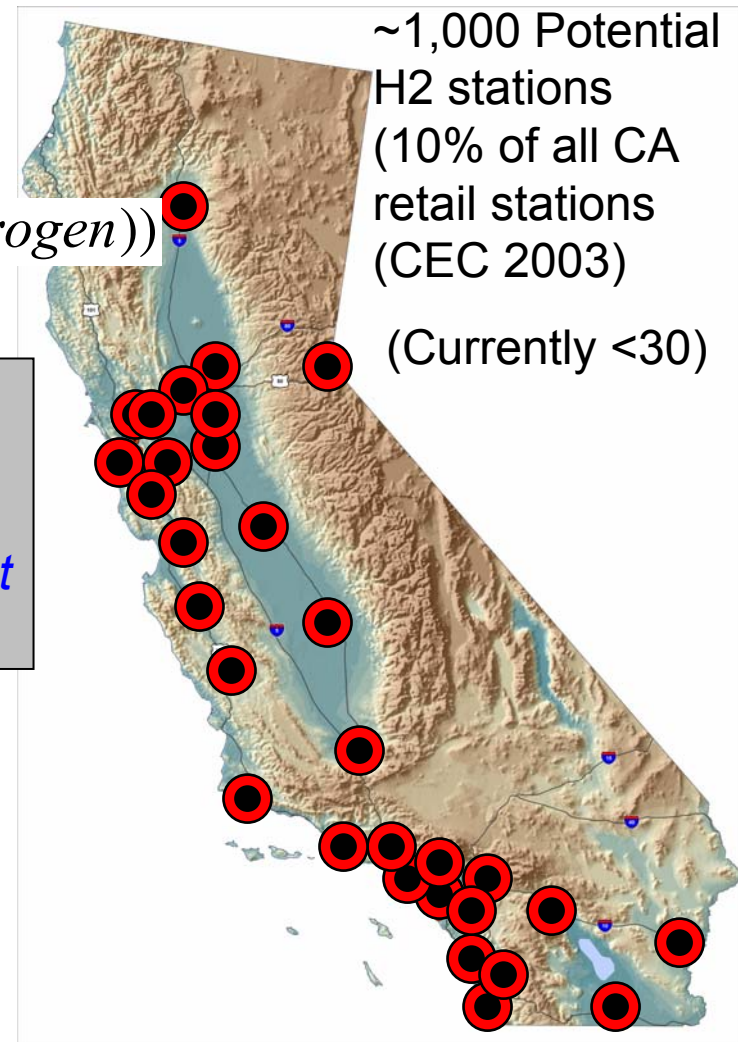 ~1,000 Potential
H2 stations
(10% of all CA
retail stations
(CEC 2003)
rogen))
(Currently <30)
t